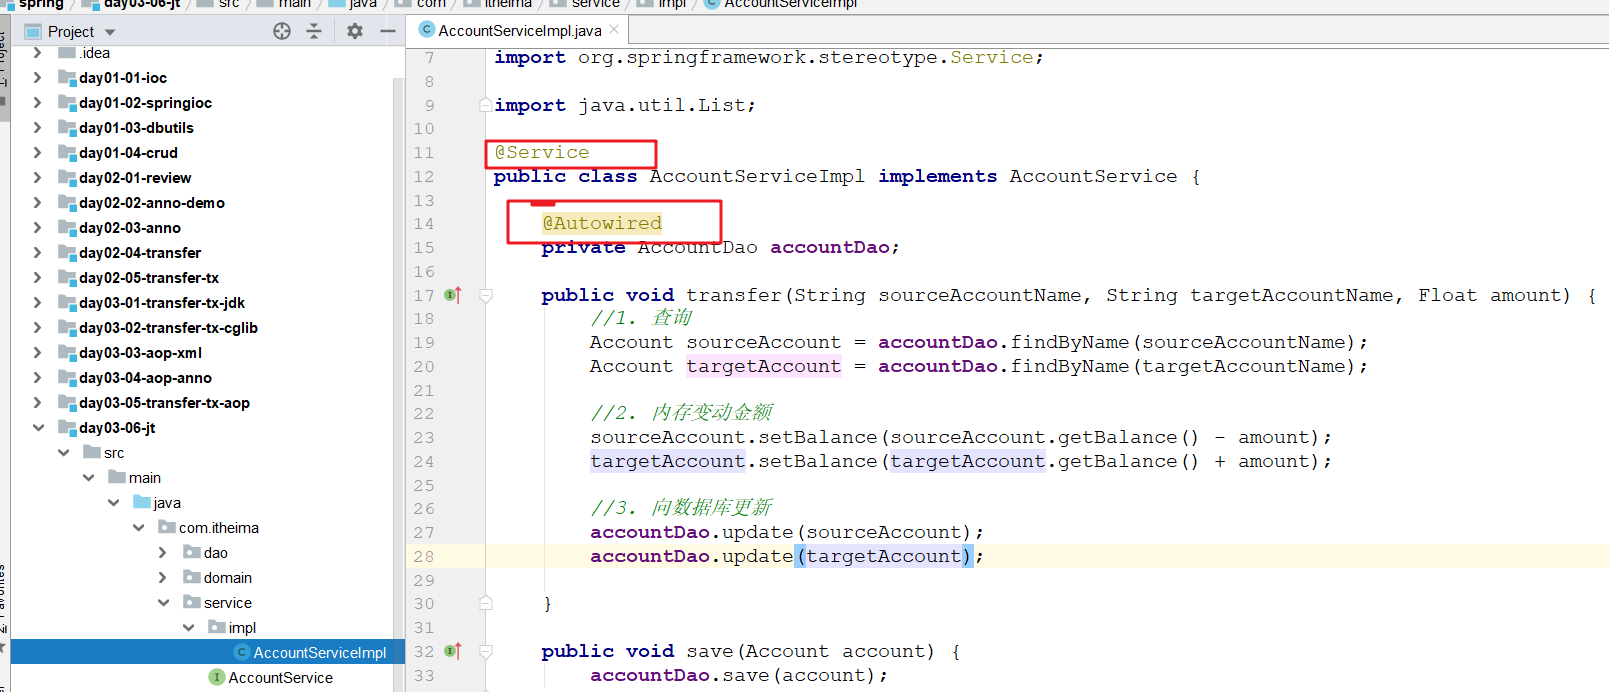 spring day03-06-jt src main java com itheima service impl AccountServiceImpl
Project
.idea
day01-01-ioc
day01-02-springioc
day01-03-dbutils
day01-04-crud
day02-01-review
day02-02-anno-demo
day02-03-anno
day02-04-transfer
day02-05-transfer-tx
day03-01-transfer-tx-jdk
day03-02-transfer-tx-cglib
day03-03-aop-xml
day03-04-aop-anno
day03-05-transfer-tx-aop
day03-06-jt
src
main
java
com.itheima
dao
domain
service
impl
AccountServiceImpl
AccountService
AccountServiceImpl.java
7 import org.springframework.stereotype.Service;
8
9 import java.util.List;
10
11 @Service
12 public class AccountServiceImpl implements AccountService {
13
14 @Autowired
15 private AccountDao accountDao;
16
17 public void transfer(String sourceAccountName, String targetAccountName, Float amount) {
18 //1. 查询
19 Account sourceAccount = accountDao.findByName(sourceAccountName);
20 Account targetAccount = accountDao.findByName(targetAccountName);
21
22 //2. 内存变动金额
23 sourceAccount.setBalance(sourceAccount.getBalance() - amount);
24 targetAccount.setBalance(targetAccount.getBalance() + amount);
25
26 //3. 向数据库更新
27 accountDao.update(sourceAccount);
28 accountDao.update(targetAccount);
29
30 }
31
32 public void save(Account account) {
33 accountDao.save(account);